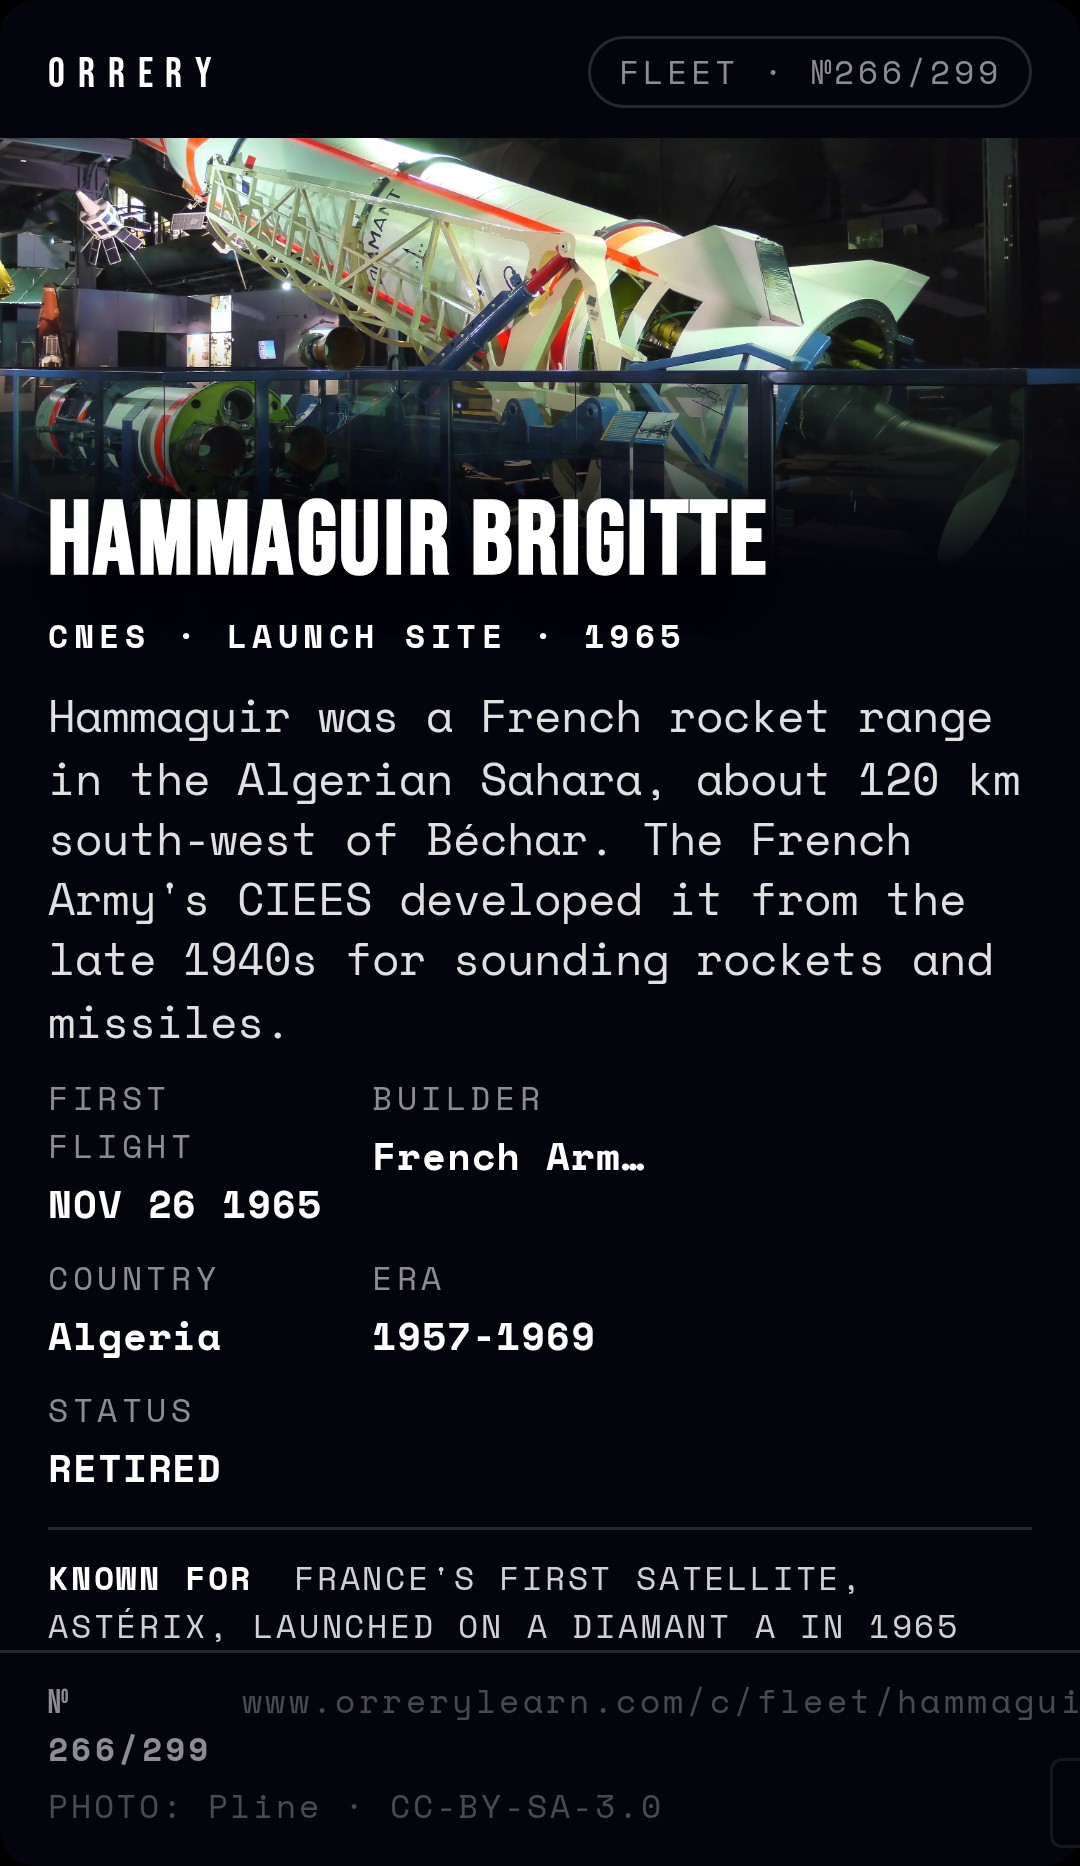 ORRERY
FLEET · №266/299
HAMMAGUIR BRIGITTE
CNES · LAUNCH SITE · 1965
Hammaguir was a French rocket range
in the Algerian Sahara, about 120 km
south-west of Béchar. The French
Army's CIEES developed it from the
late 1940s for sounding rockets and
missiles.
FIRST
FLIGHT
NOV 26 1965
BUILDER
French Arm…
COUNTRY
Algeria
ERA
1957-1969
STATUS
RETIRED
KNOWN FOR FRANCE'S FIRST SATELLITE,
ASTÉRIX, LAUNCHED ON A DIAMANT A IN 1965
№
266/299
www.orrerylearn.com/c/fleet/hammagui
PHOTO: Pline · CC-BY-SA-3.0